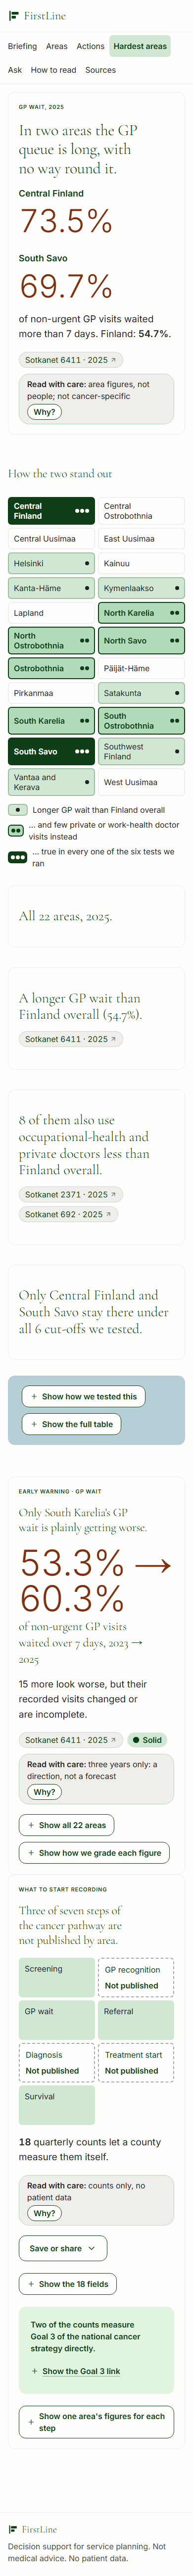 FirstLine
Briefing Areas Actions Hardest areas
Ask How to read Sources
GP WAIT, 2025
In two areas the GP
queue is long, with
no way round it.
Central Finland
73.5%
South Savo
69.7%
of non-urgent GP visits waited
more than 7 days. Finland: 54.7%.
Sotkanet 6411 · 2025 ↗
Read with care: area figures, not
people; not cancer-specific
Why?
How the two stand out
Central
Finland
Central
Ostrobothnia
Central Uusimaa
East Uusimaa
Helsinki
Kainuu
Kanta-Häme
Kymenlaakso
Lapland
North Karelia
North
Ostrobothnia
North Savo
Ostrobothnia
Päijät-Häme
Pirkanmaa
Satakunta
South Karelia
South
Ostrobothnia
South Savo
Southwest
Finland
Vantaa and
Kerava
West Uusimaa
Longer GP wait than Finland overall
... and few private or work-health doctor
visits instead
... true in every one of the six tests we
ran
All 22 areas, 2025.
A longer GP wait than
Finland overall (54.7%).
Sotkanet 6411 · 2025 ↗
8 of them also use
occupational-health and
private doctors less than
Finland overall.
Sotkanet 2371 · 2025 ↗
Sotkanet 692 · 2025 ↗
Only Central Finland and
South Savo stay there under
all 6 cut-offs we tested.
+ Show how we tested this
+ Show the full table
EARLY WARNING · GP WAIT
Only South Karelia's GP
wait is plainly getting worse.
53.3% →
60.3%
of non-urgent GP visits
waited over 7 days, 2023 →
2025
15 more look worse, but their
recorded visits changed or
are incomplete.
Sotkanet 6411 · 2025 ↗ Solid
Read with care: three years only: a
direction, not a forecast
Why?
+ Show all 22 areas
+ Show how we grade each figure
WHAT TO START RECORDING
Three of seven steps of
the cancer pathway are
not published by area.
Screening
GP recognition
Not published
GP wait
Referral
Diagnosis
Not published
Treatment start
Not published
Survival
18 quarterly counts let a county
measure them itself.
Read with care: counts only, no
patient data
Why?
Save or share
+ Show the 18 fields
Two of the counts measure
Goal 3 of the national cancer
strategy directly.
+ Show the Goal 3 link
+ Show one area's figures for each
step
FirstLine
Decision support for service planning. Not
medical advice. No patient data.